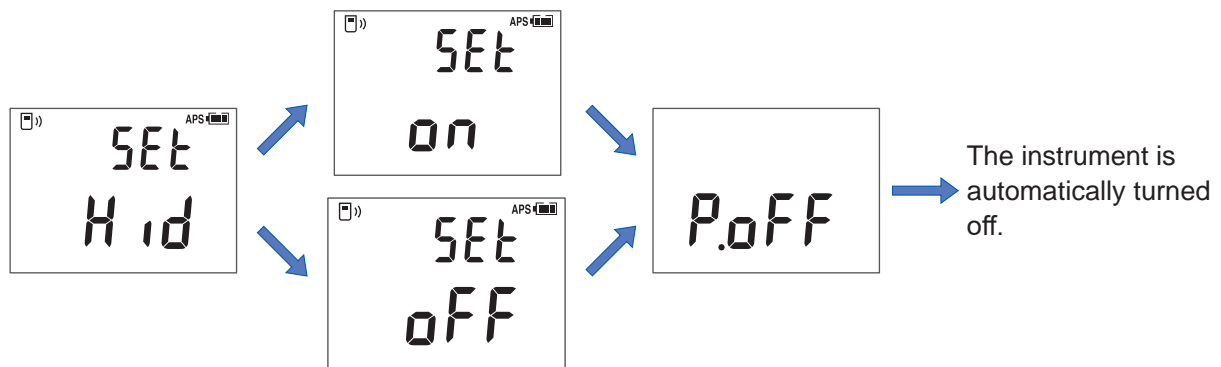 APS
SEt
Hid
APS
SEt
on
APS
SEt
oFF
P.oFF
The instrument is
automatically turned
off.